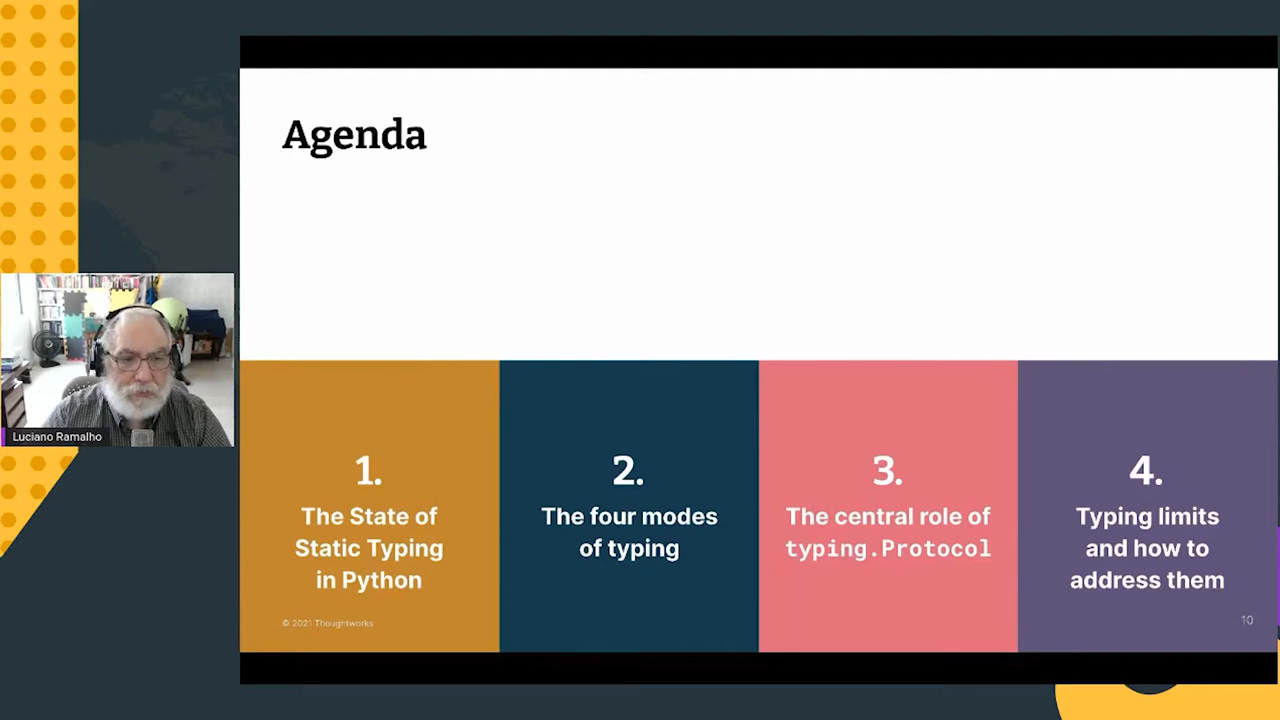 Agenda
1.
The State of
Static Typing
in Python
2.
The four modes
of typing
3.
The central role of
typing.Protocol
4.
Typing limits
and how to
address them
© 2021 Thoughtworks
10
Luciano Ramalho